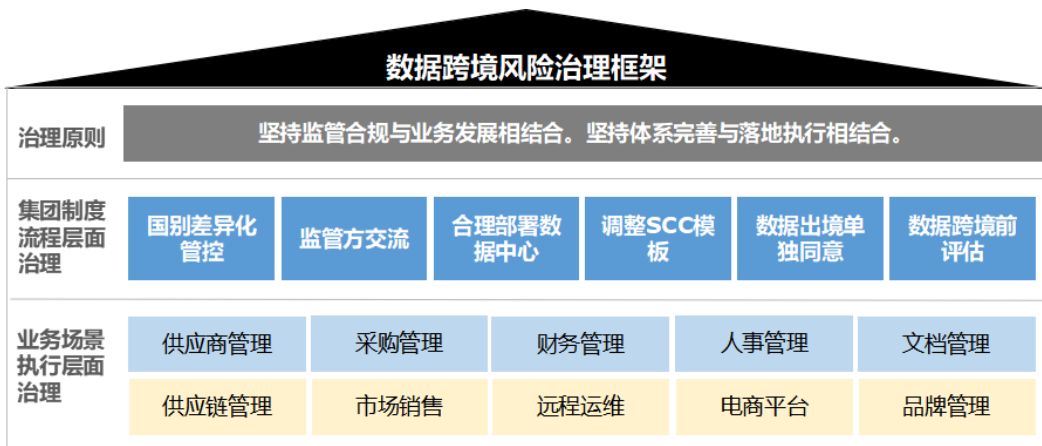 数据跨境风险治理框架
治理原则
坚持监管合规与业务发展相结合。坚持体系完善与落地执行相结合。
集团制度
流程层面
治理
国别差异化
管控
监管方交流
合理部署数
据中心
调整SCC模
板
数据出境单
独同意
数据跨境前
评估
业务场景
执行层面
治理
供应商管理
采购管理
财务管理
人事管理
文档管理
供应链管理
市场销售
远程运维
电商平台
品牌管理